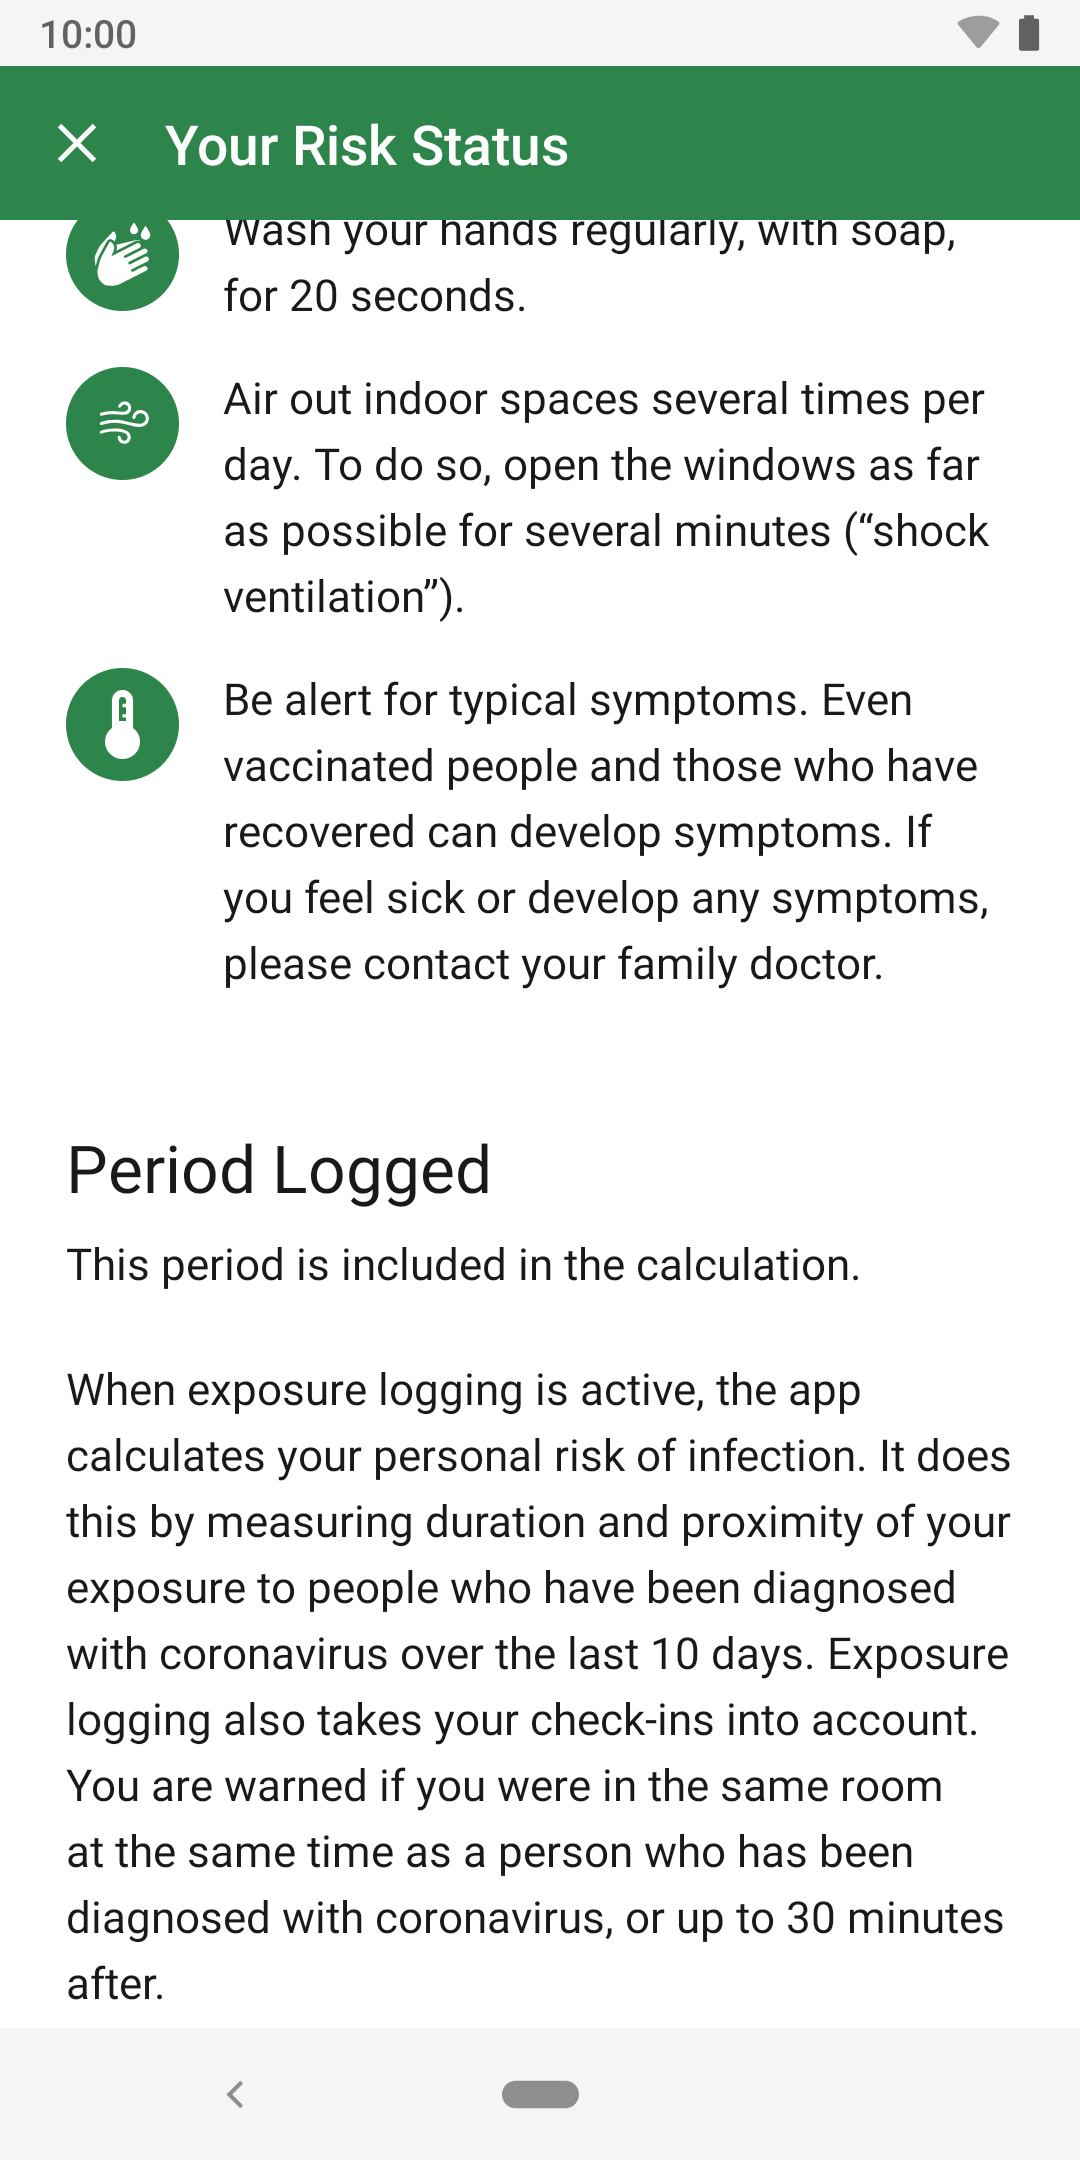 10:00
Your Risk Status
Wash your hands regularly, with soap,
for 20 seconds.
Air out indoor spaces several times per
day. To do so, open the windows as far
as possible for several minutes (“shock
ventilation”).
Be alert for typical symptoms. Even
vaccinated people and those who have
recovered can develop symptoms. If
you feel sick or develop any symptoms,
please contact your family doctor.
Period Logged
This period is included in the calculation.
When exposure logging is active, the app
calculates your personal risk of infection. It does
this by measuring duration and proximity of your
exposure to people who have been diagnosed
with coronavirus over the last 10 days. Exposure
logging also takes your check-ins into account.
You are warned if you were in the same room
at the same time as a person who has been
diagnosed with coronavirus, or up to 30 minutes
after.